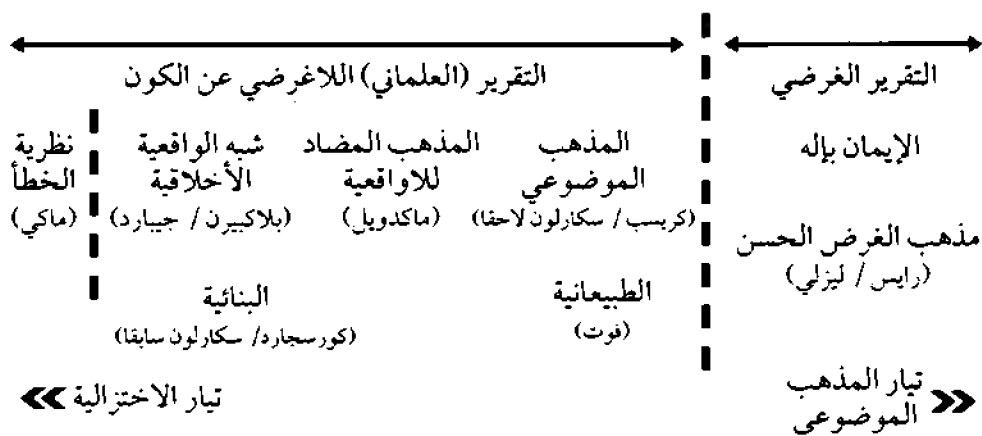 التقرير الغرضي
التقرير (العلماني) اللاغرضي عن الكون
الإيمان بإله
مذهب الغرض الحسن
(رايس / ليزلي)
المذهب
الموضوعي
(كريسب / سكارلون لاحقا)
المذهب المضاد
للاواقعية
(ماكدويل)
شبه الواقعية
الأخلاقية
(بلاكبيرن / جيبارد)
نظرية
الخطأ
(ماكي)
الطبيعانية
(فوت)
البنائية
(كورسجارد/ سكارلون سابقا)
تيار المذهب
الموضوعي
تيار الاختزالية